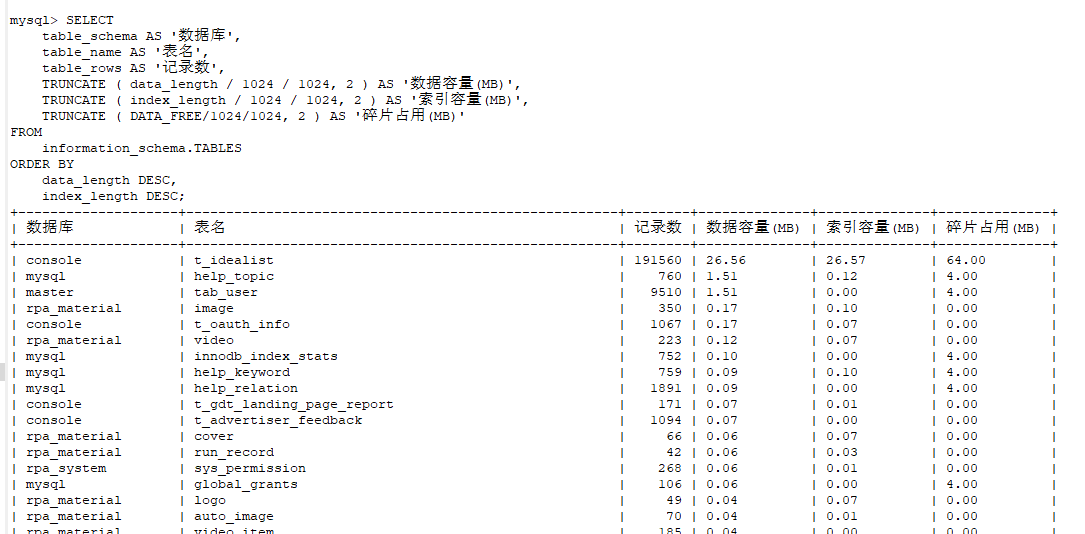 mysql> SELECT
    table_schema AS '数据库',
    table_name AS '表名',
    table_rows AS '记录数',
    TRUNCATE ( data_length / 1024 / 1024, 2 ) AS '数据容量(MB)',
    TRUNCATE ( index_length / 1024 / 1024, 2 ) AS '索引容量(MB)',
    TRUNCATE ( DATA_FREE/1024/1024, 2 ) AS '碎片占用(MB)'
FROM
    information_schema.TABLES
ORDER BY
    data_length DESC,
    index_length DESC;
| 数据库 | 表名 | 记录数 | 数据容量(MB) | 索引容量(MB) | 碎片占用(MB) |
| console | t_idealist | 191560 | 26.56 | 26.57 | 64.00 |
| mysql | help_topic | 760 | 1.51 | 0.12 | 4.00 |
| master | tab_user | 9510 | 1.51 | 0.00 | 4.00 |
| rpa_material | image | 350 | 0.17 | 0.10 | 0.00 |
| console | t_oauth_info | 1067 | 0.17 | 0.07 | 0.00 |
| rpa_material | video | 223 | 0.12 | 0.07 | 0.00 |
| mysql | innodb_index_stats | 752 | 0.10 | 0.00 | 4.00 |
| mysql | help_keyword | 759 | 0.09 | 0.10 | 4.00 |
| mysql | help_relation | 1891 | 0.09 | 0.00 | 4.00 |
| console | t_gdt_landing_page_report | 171 | 0.07 | 0.01 | 0.00 |
| console | t_advertiser_feedback | 1094 | 0.07 | 0.00 | 0.00 |
| rpa_material | cover | 66 | 0.06 | 0.07 | 0.00 |
| rpa_material | run_record | 42 | 0.06 | 0.03 | 0.00 |
| rpa_system | sys_permission | 268 | 0.06 | 0.01 | 0.00 |
| mysql | global_grants | 106 | 0.06 | 0.00 | 4.00 |
| rpa_material | logo | 49 | 0.04 | 0.07 | 0.00 |
| rpa_material | auto_image | 70 | 0.04 | 0.01 | 0.00 |
| rpa_material | video_item | 185 | 0.04 | 0.00 | 0.00 |